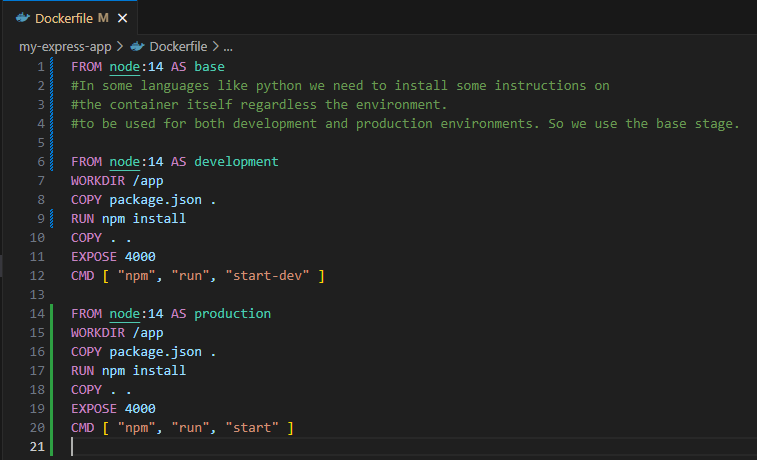 Dockerfile M ✕
my-express-app > Dockerfile > ...
1 FROM node:14 AS base
2 #In some languages like python we need to install some instructions on
3 #the container itself regardless the environment.
4 #to be used for both development and production environments. So we use the base stage.
5
6 FROM node:14 AS development
7 WORKDIR /app
8 COPY package.json .
9 RUN npm install
10 COPY . .
11 EXPOSE 4000
12 CMD [ "npm", "run", "start-dev" ]
13
14 FROM node:14 AS production
15 WORKDIR /app
16 COPY package.json .
17 RUN npm install
18 COPY . .
19 EXPOSE 4000
20 CMD [ "npm", "run", "start" ]
21